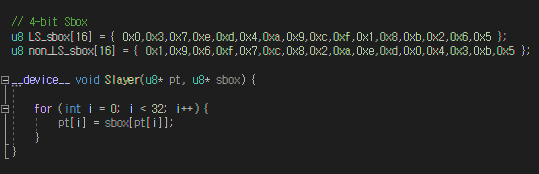 // 4-bit Sbox
u8 LS_sbox[16] = { 0x0,0x3,0x7,0xe,0xd,0x4,0xa,0x9,0xc,0xf,0x1,0x8,0xb,0x2,0x6,0x5 };
u8 non_LS_sbox[16] = { 0x1,0x9,0x6,0xf,0x7,0xc,0x8,0x2,0xa,0xe,0xd,0x0,0x4,0x3,0xb,0x5 };
__device__ void Slayer(u8* pt, u8* sbox) {
for (int i = 0; i < 32; i++){
pt[i] = sbox[pt[i]];
}
}